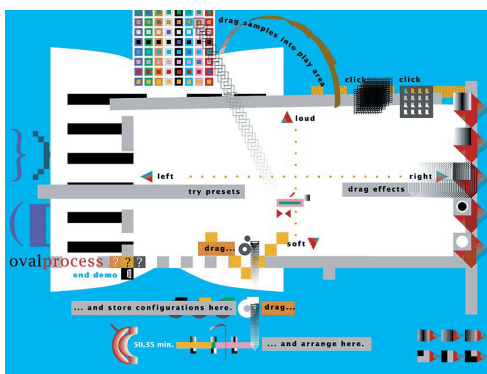 drag samples into play area
click
click
loud
left
right
try presets
drag effects
drag...
soft
ovalprocess ? ? ?
end demo
... and store configurations here.
drag...
50,35 min.
... and arrange here.